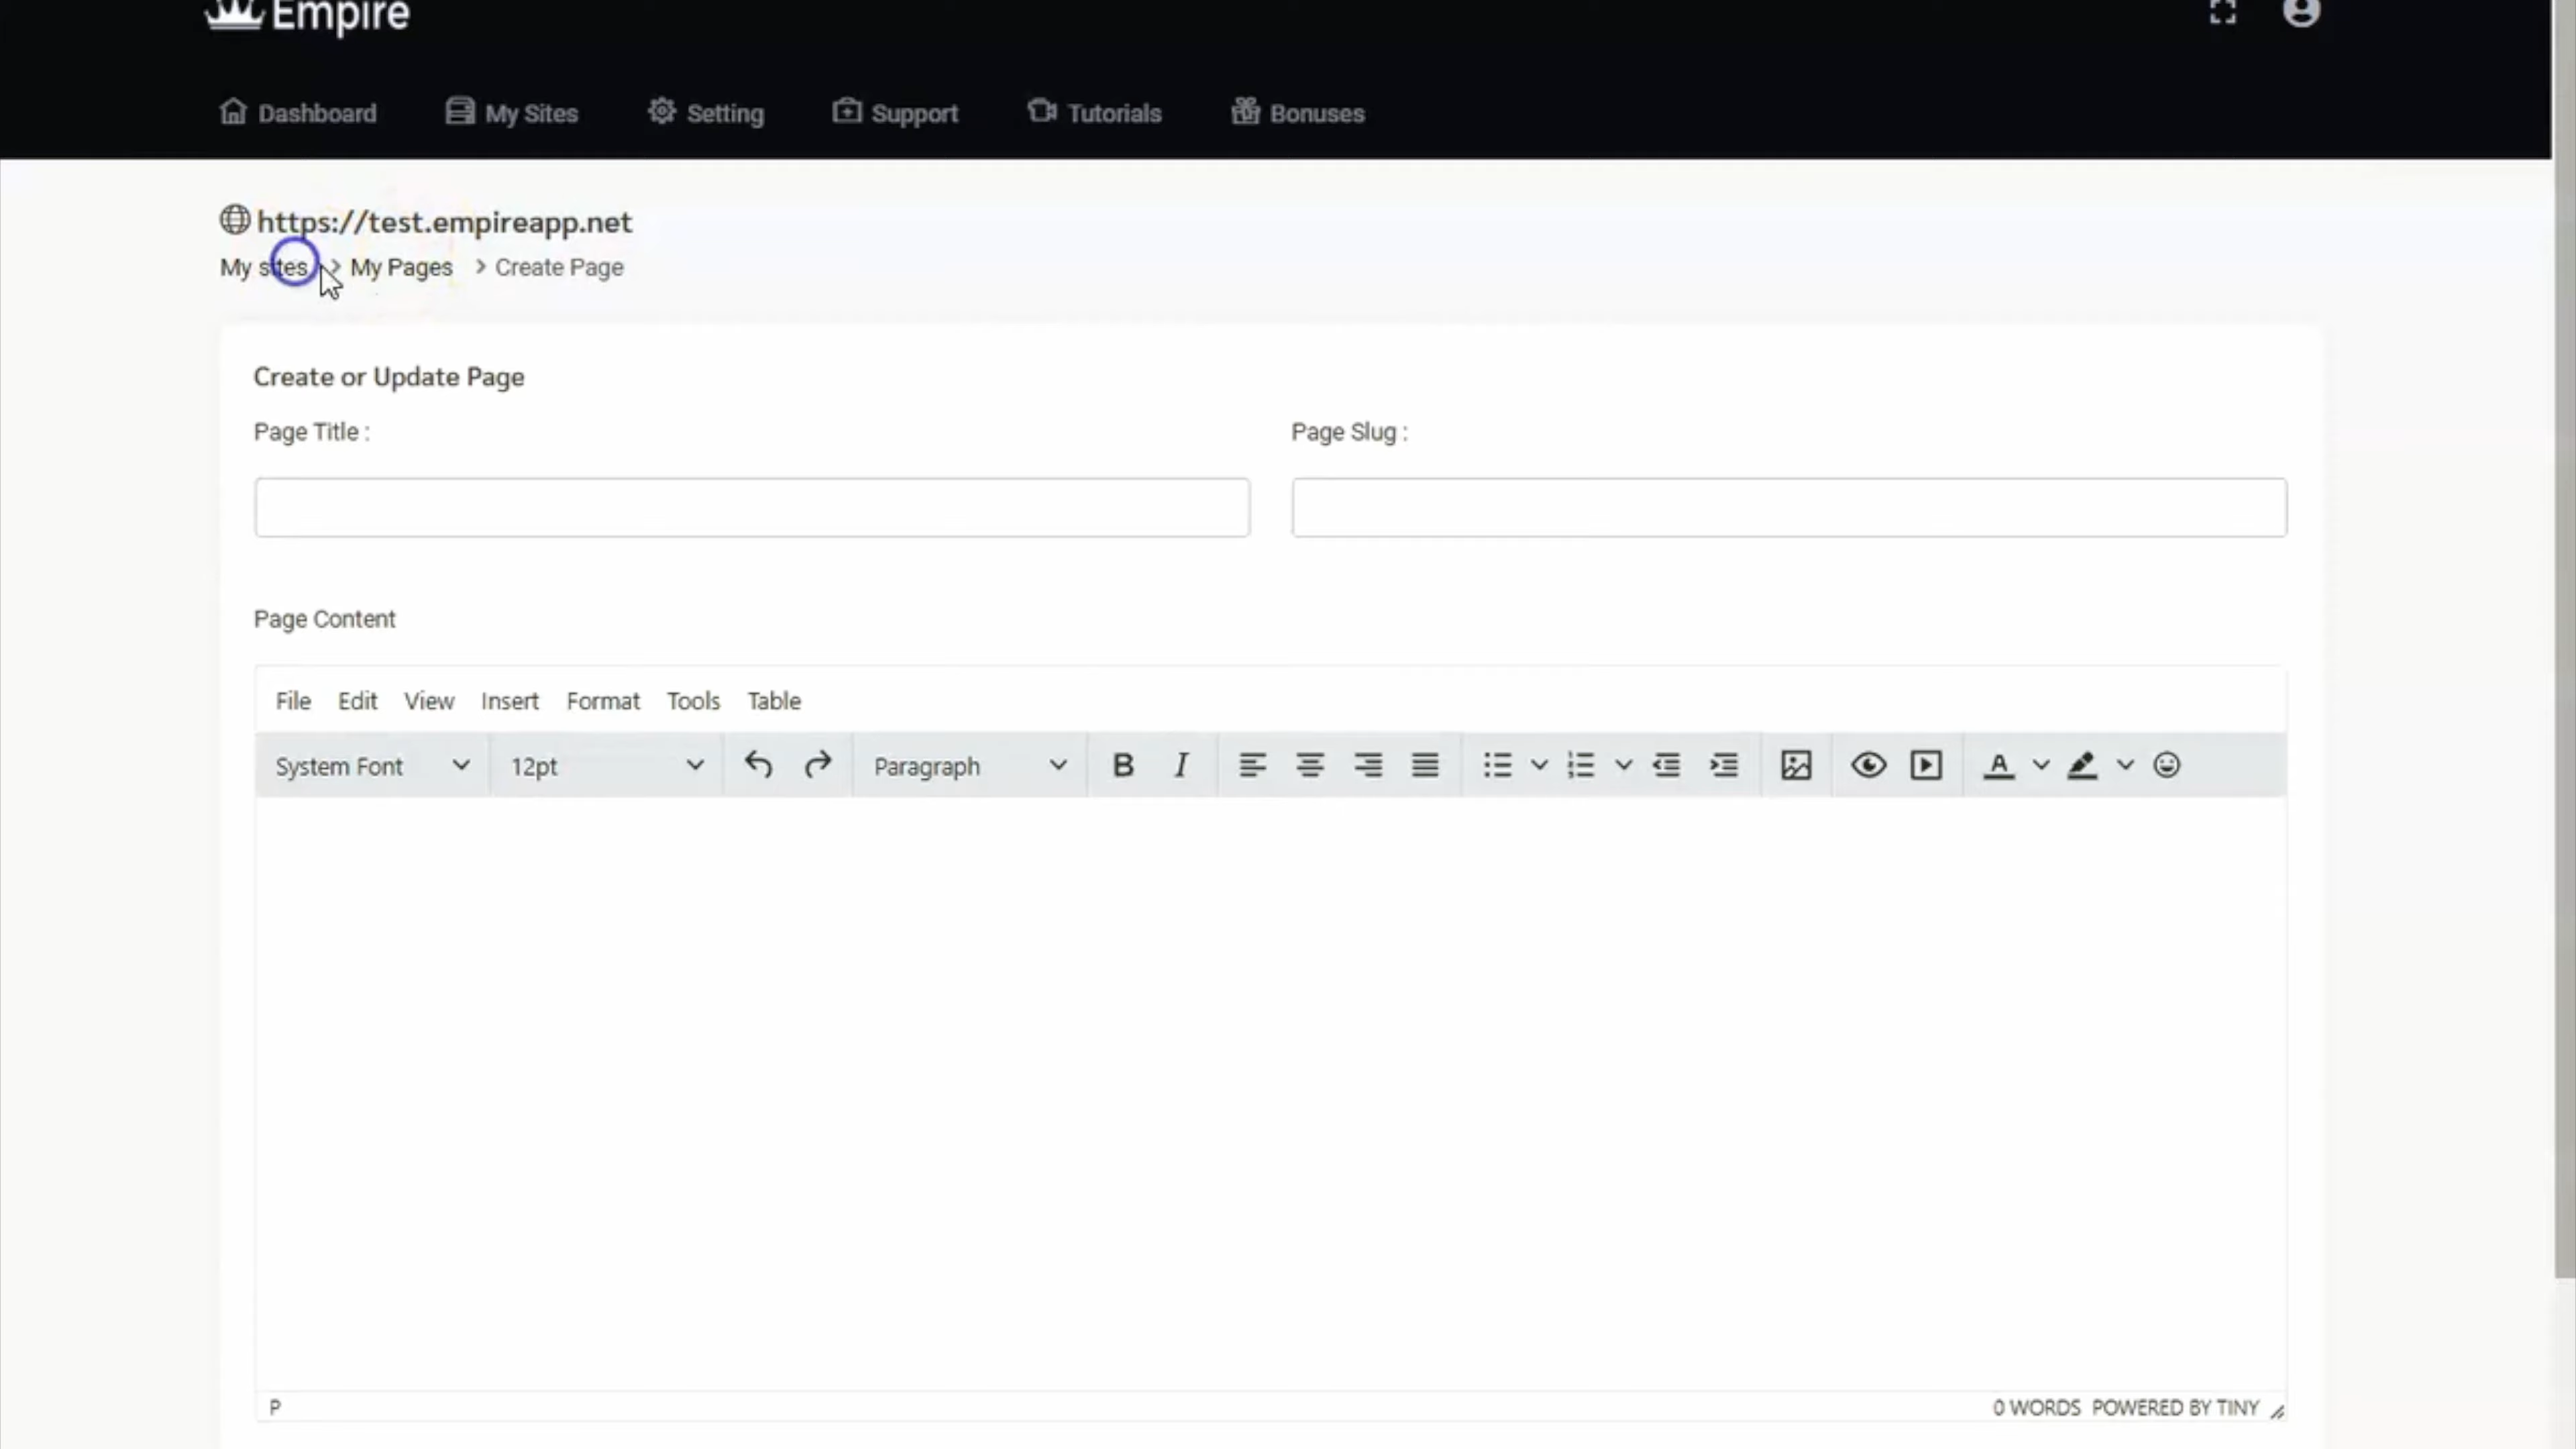 Empire
Dashboard My Sites Setting Support Tutorials Bonuses
https://test.empireapp.net
My sites > My Pages > Create Page
Create or Update Page
Page Title : Page Slug :
Page Content
File Edit View Insert Format Tools Table
System Font 12pt Paragraph B I A
P 0 WORDS POWERED BY TINY